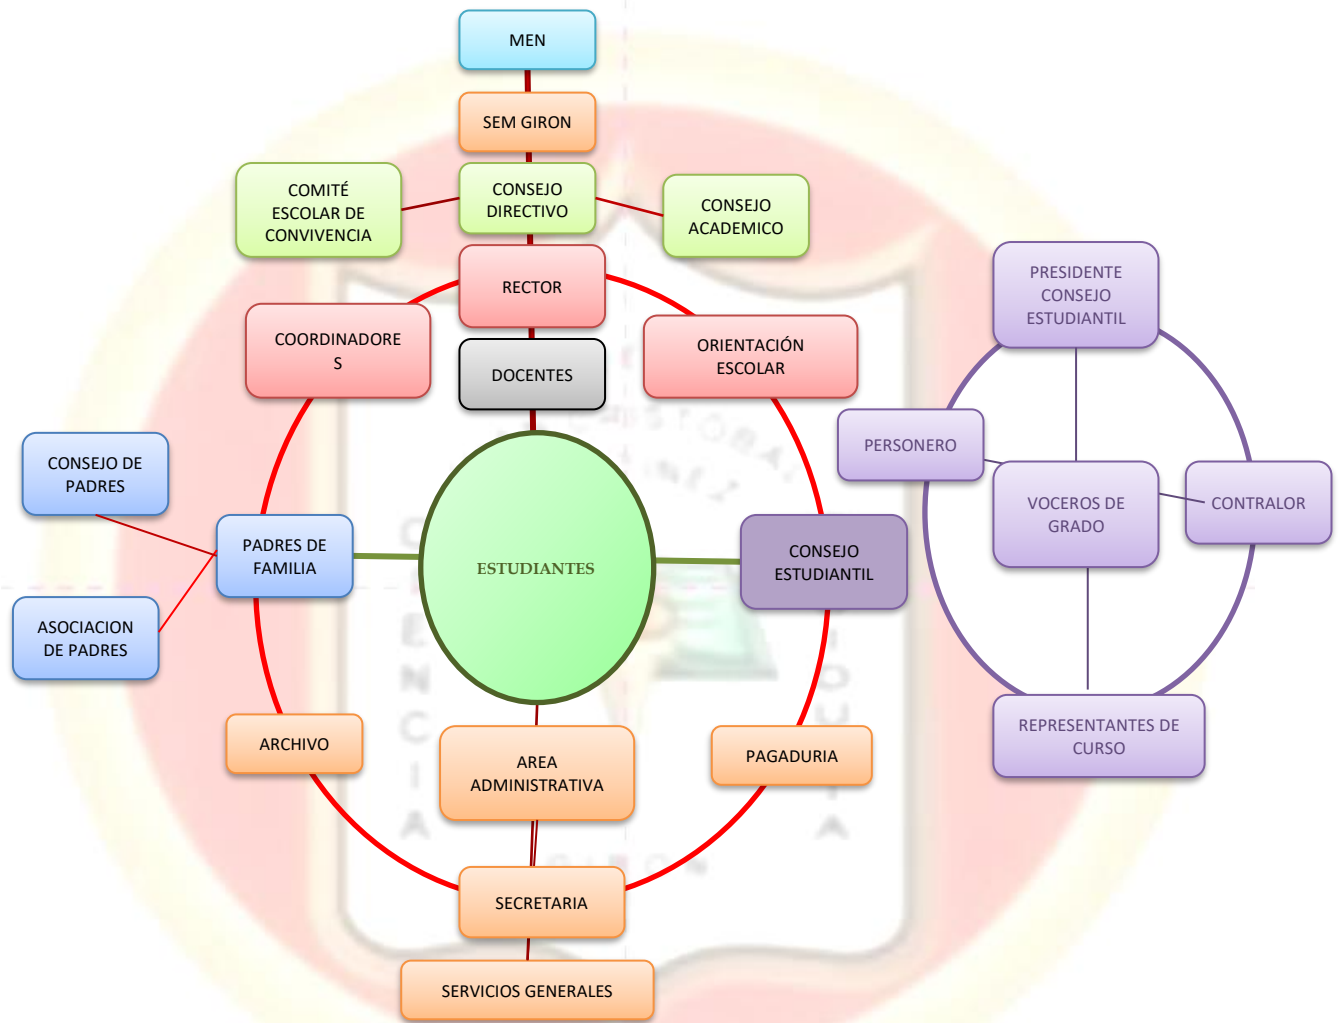 MEN
SEM GIRON
COMITÉ
ESCOLAR DE
CONVIVENCIA
CONSEJO
DIRECTIVO
CONSEJO
ACADEMICO
RECTOR
COORDINADORE
S
ORIENTACIÓN
ESCOLAR
DOCENTES
PRESIDENTE
CONSEJO
ESTUDIANTIL
PERSONERO
VOCEROS DE
GRADO
CONTRALOR
REPRESENTANTES DE
CURSO
CONSEJO DE
PADRES
PADRES DE
FAMILIA
ASOCIACION
DE PADRES
ESTUDIANTES
CONSEJO
ESTUDIANTIL
ARCHIVO
AREA
ADMINISTRATIVA
PAGADURIA
SECRETARIA
SERVICIOS GENERALES